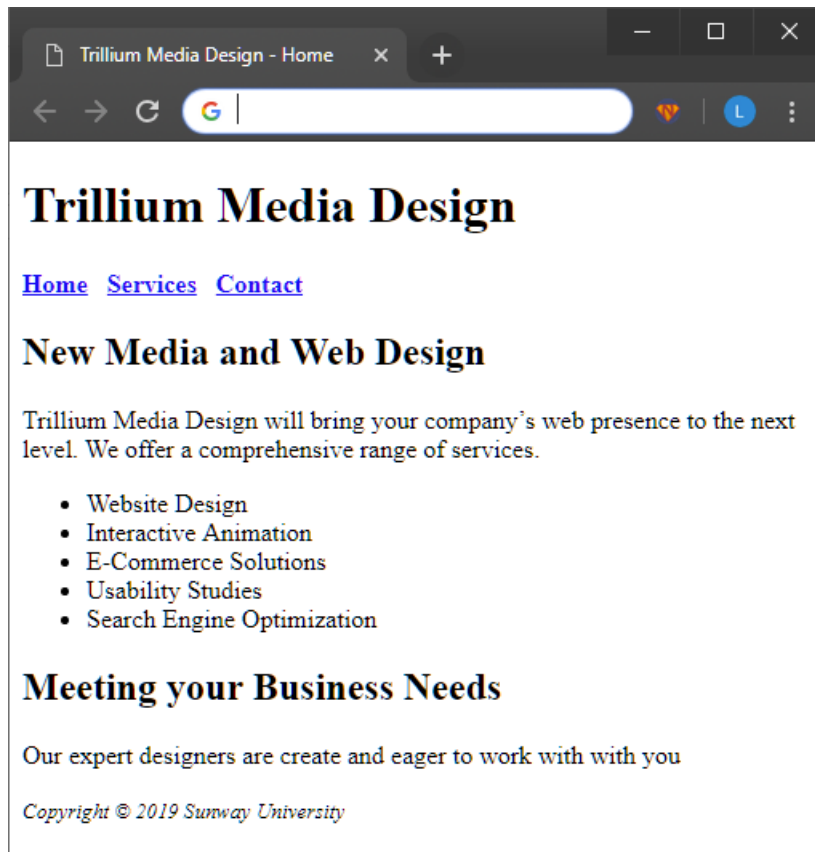 Trillium Media Design - Home
L
Trillium Media Design
Home Services Contact
New Media and Web Design
Trillium Media Design will bring your company’s web presence to the next
level. We offer a comprehensive range of services.
• Website Design
• Interactive Animation
• E-Commerce Solutions
• Usability Studies
• Search Engine Optimization
Meeting your Business Needs
Our expert designers are create and eager to work with with you
Copyright © 2019 Sunway University